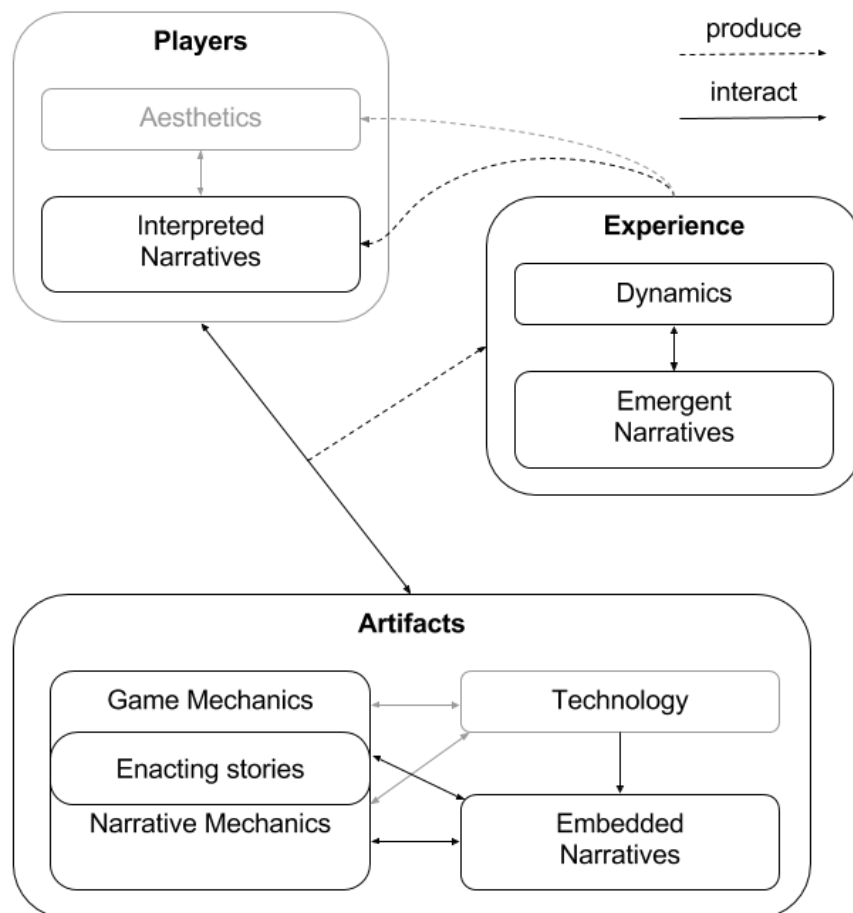 Players
Aesthetics
Interpreted
Narratives
produce
interact
Experience
Dynamics
Emergent
Narratives
Artifacts
Game Mechanics
Enacting stories
Narrative Mechanics
Technology
Embedded
Narratives